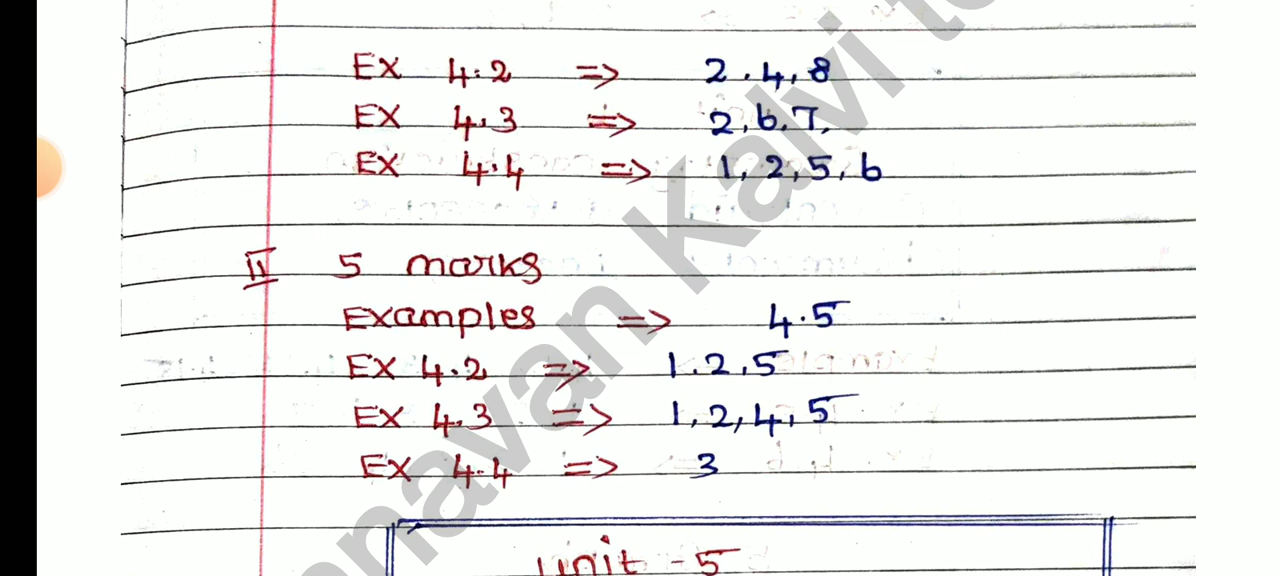 EX 4.2 => 2.4,8
EX 4.3 => 2,6,7.
EX 4.4 => 1, 2, 5, 6
II 5 marks
Examples => 4.5
EX 4.2 => 1.2,5
EX 4.3 => 1,2,4,5
EX 4.4 => 3
unit - 5